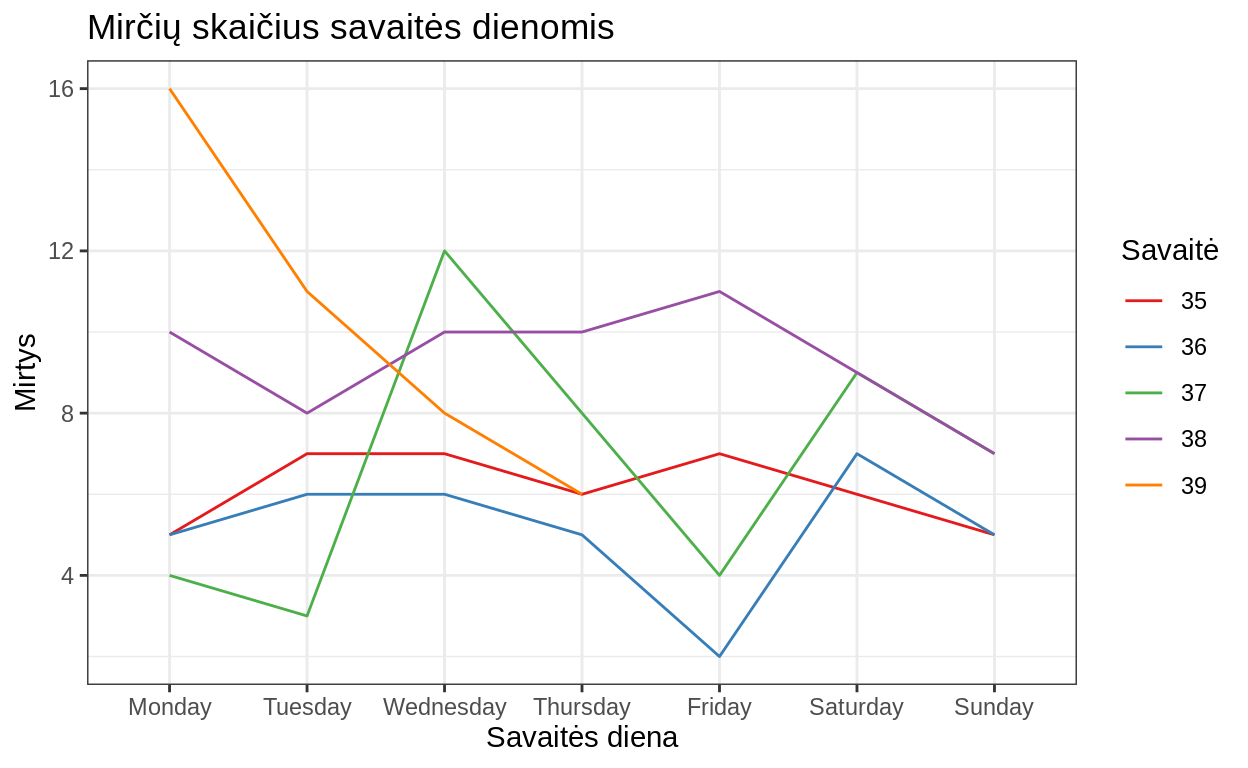 Mirčių skaičius savaitės dienomis
16
12
8
4
Mirtys
Monday Tuesday Wednesday Thursday Friday Saturday Sunday
Savaitės diena
Savaitė
35
36
37
38
39